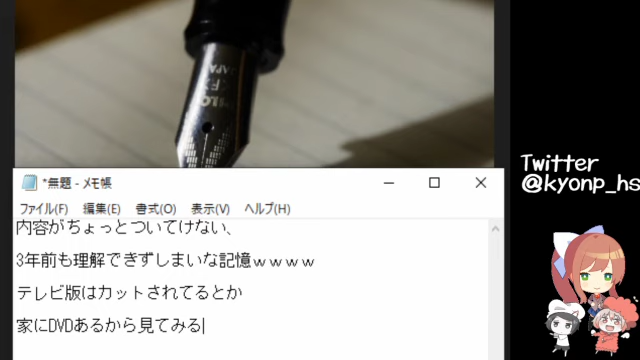 Twitter
@kyonp_hs
*無題 - メモ帳
ファイル(F) 編集(E) 書式(O) 表示(V) ヘルプ(H)
内容がちょっとついてけない、
3年前も理解できずしまいな記憶ｗｗｗｗ
テレビ版はカットされてるとか
家にDVDあるから見てみる